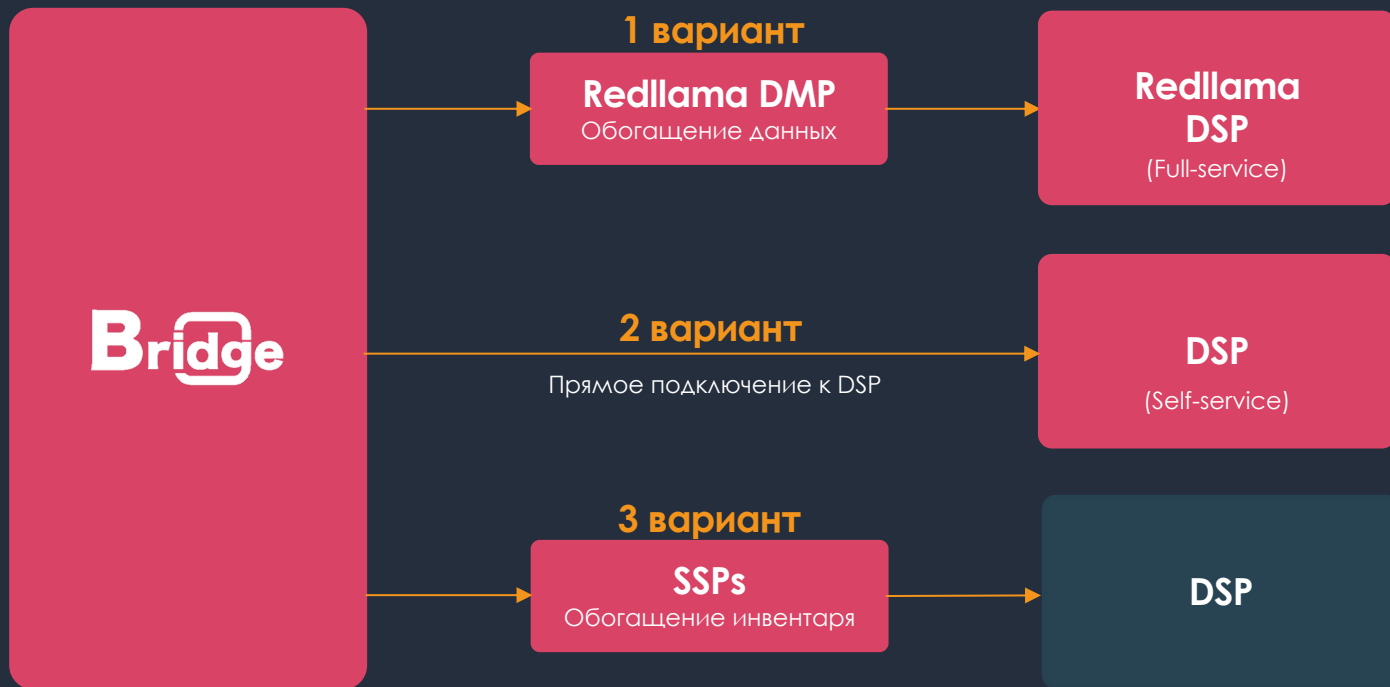 Bridge
1 вариант
Redllama DMP
Обогащение данных
Redllama
DSP
(Full-service)
2 вариант
Прямое подключение к DSP
DSP
(Self-service)
3 вариант
SSPs
Обогащение инвентаря
DSP